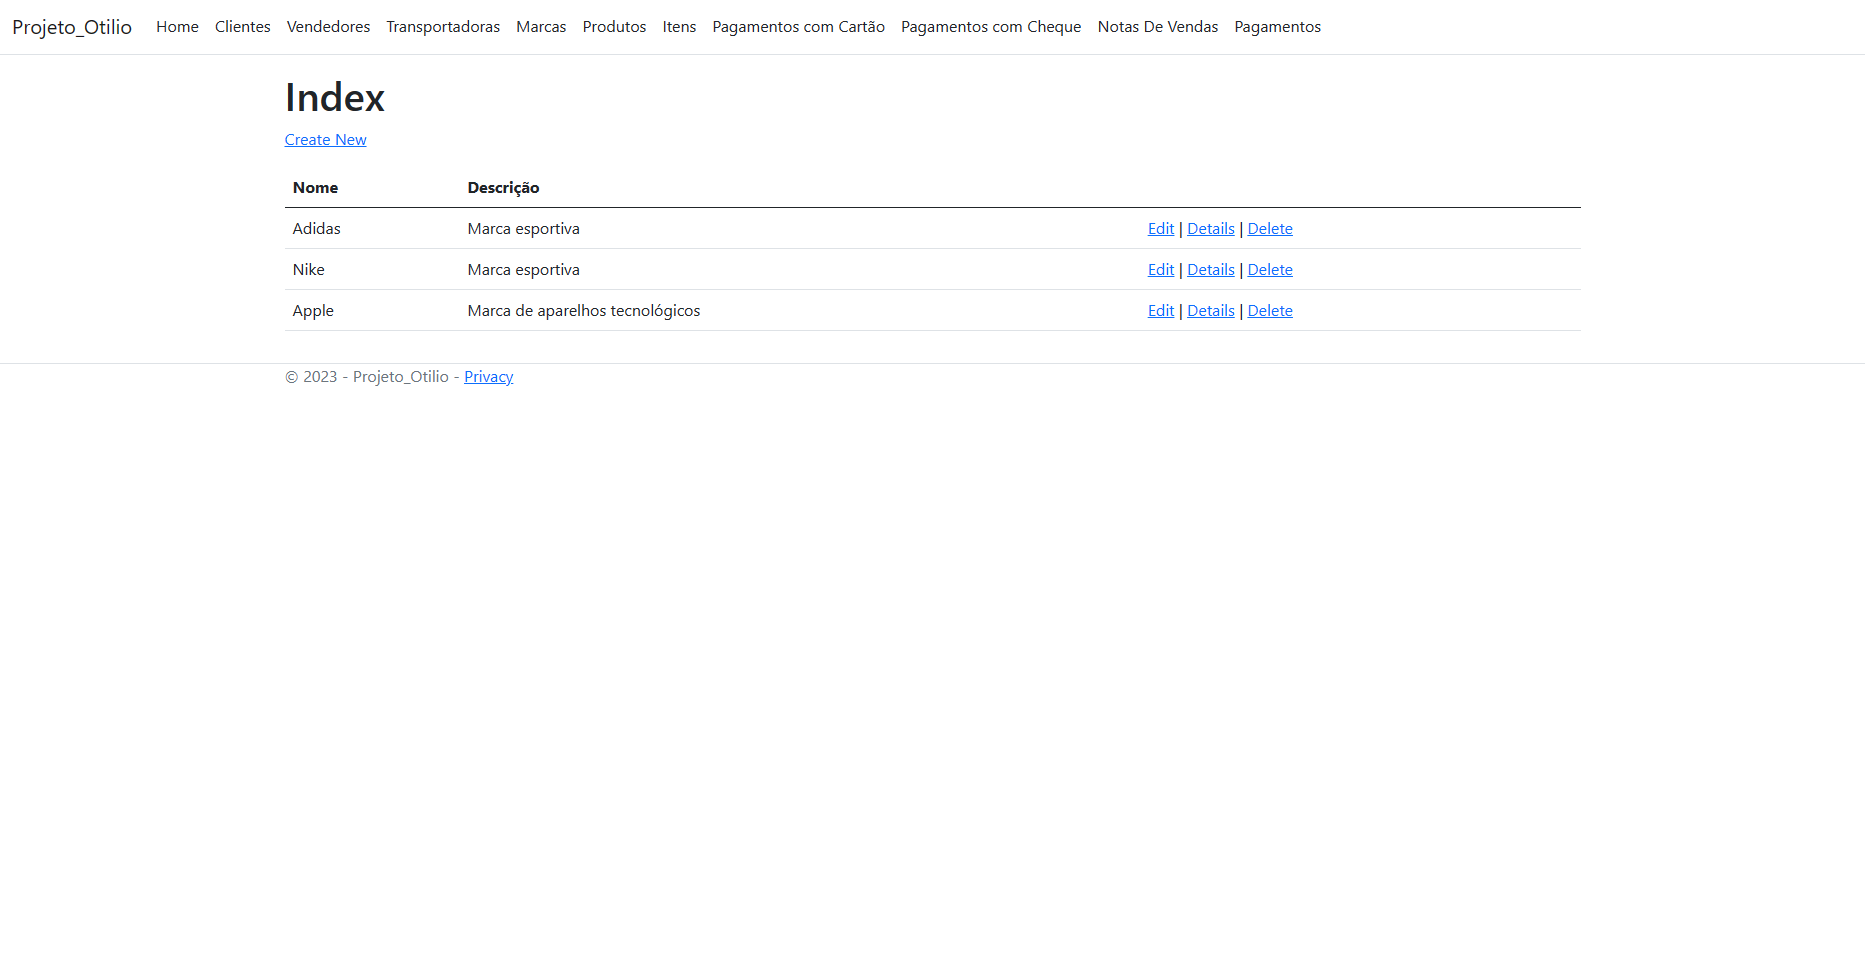 Projeto_Otilio Home Clientes Vendedores Transportadoras Marcas Produtos Itens Pagamentos com Cartão Pagamentos com Cheque Notas De Vendas Pagamentos
Index
Create New
Nome Descrição
Adidas Marca esportiva Edit | Details | Delete
Nike Marca esportiva Edit | Details | Delete
Apple Marca de aparelhos tecnológicos Edit | Details | Delete
© 2023 - Projeto_Otilio - Privacy